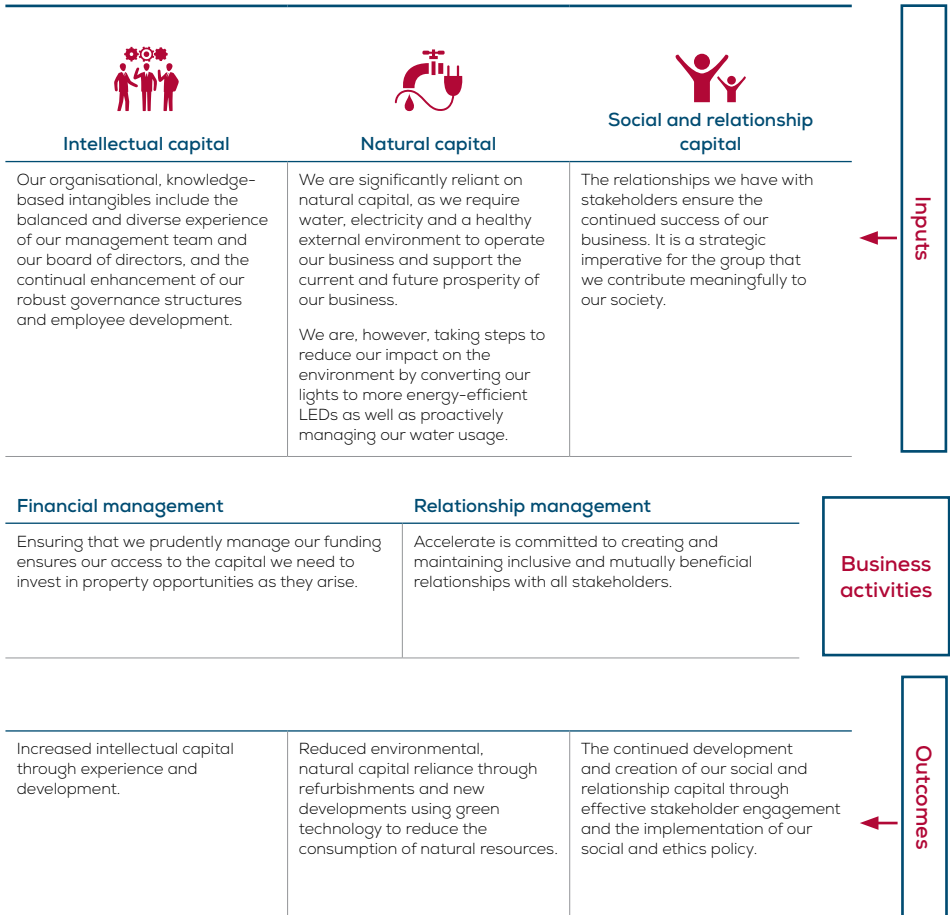 Intellectual capital
Our organisational, knowledge-
based intangibles include the
balanced and diverse experience
of our management team and
our board of directors, and the
continual enhancement of our
robust governance structures
and employee development.
Natural capital
We are significantly reliant on
natural capital, as we require
water, electricity and a healthy
external environment to operate
our business and support the
current and future prosperity of
our business.
We are, however, taking steps to
reduce our impact on the
environment by converting our
lights to more energy-efficient
LEDs as well as proactively
managing our water usage.
Social and relationship
capital
The relationships we have with
stakeholders ensure the
continued success of our
business. It is a strategic
imperative for the group that
we contribute meaningfully to
our society.
Inputs
Financial management
Ensuring that we prudently manage our funding
ensures our access to the capital we need to
invest in property opportunities as they arise.
Relationship management
Accelerate is committed to creating and
maintaining inclusive and mutually beneficial
relationships with all stakeholders.
Business
activities
Increased intellectual capital
through experience and
development.
Reduced environmental,
natural capital reliance through
refurbishments and new
developments using green
technology to reduce the
consumption of natural resources.
The continued development
and creation of our social and
relationship capital through
effective stakeholder engagement
and the implementation of our
social and ethics policy.
Outcomes